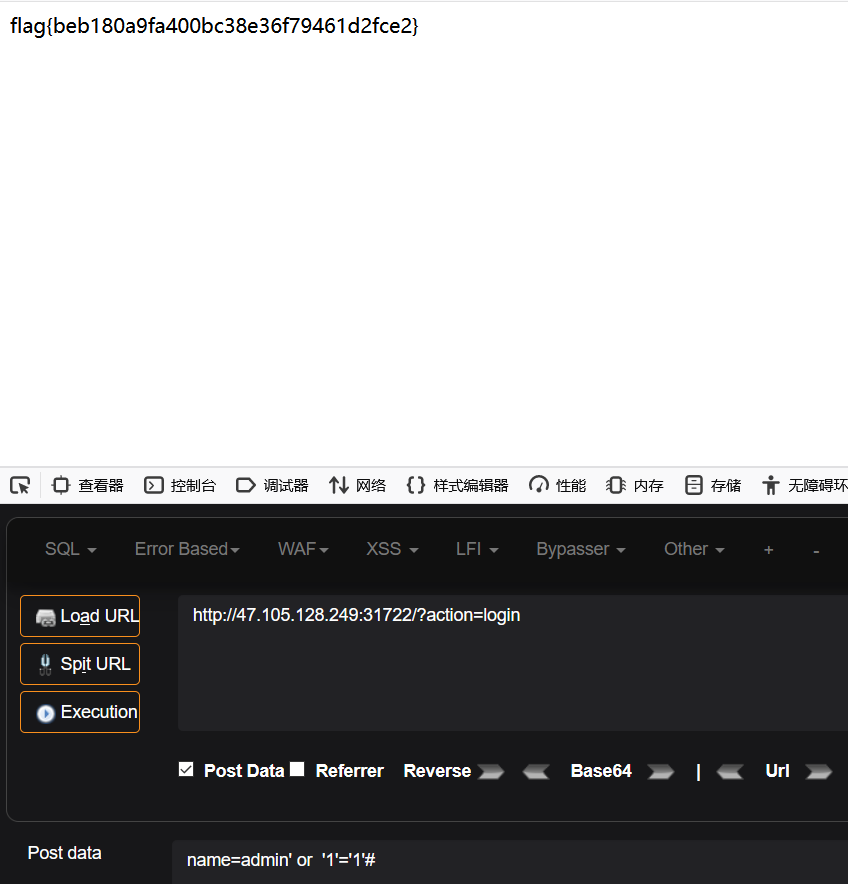 flag{beb180a9fa400bc38e36f79461d2fce2}
查看器 控制台 调试器 网络 样式编辑器 性能 内存 存储 无障碍环
SQL Error Based WAF XSS LFI Bypasser Other + -
Load URL http://47.105.128.249:31722/?action=login
Spit URL
Execution
Post Data Referrer Reverse Base64 | Url
Post data name=admin' or  '1'='1'#